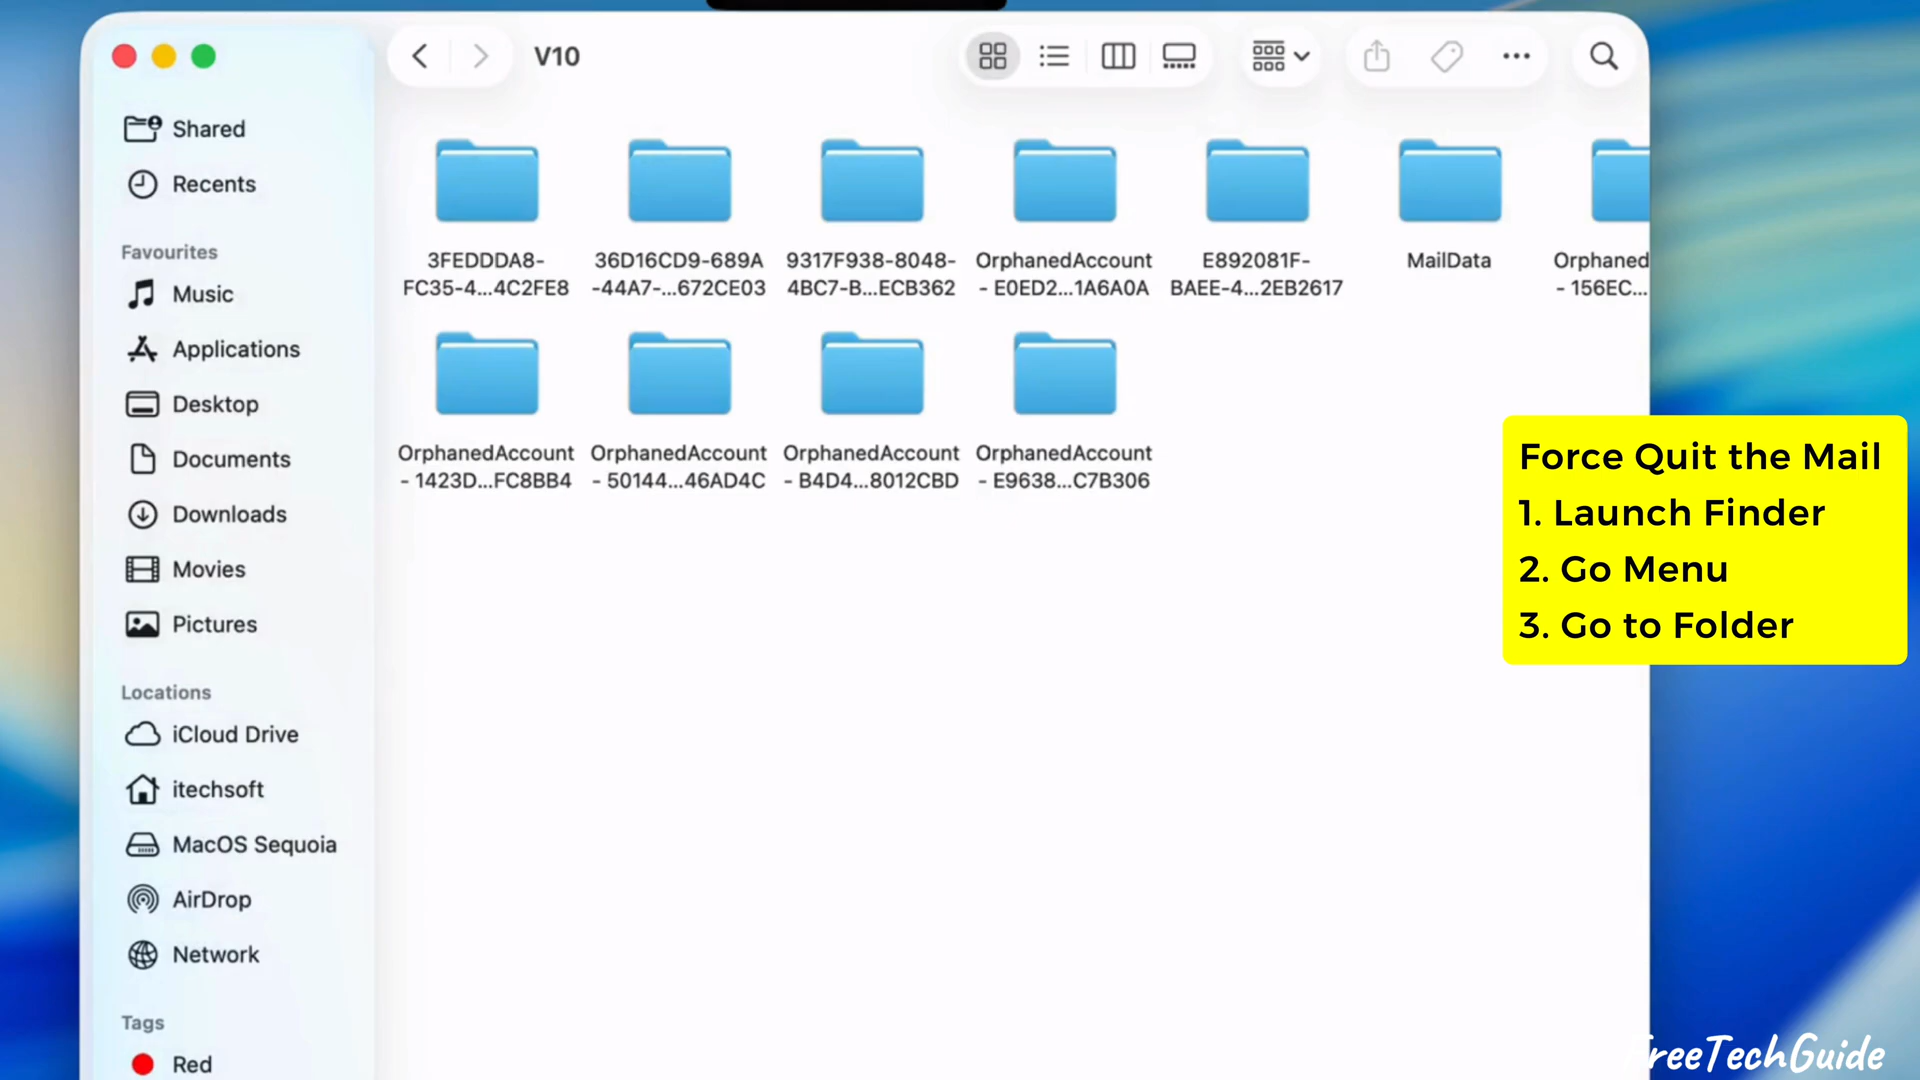 V10
Shared
Recents
Favourites
Music
Applications
Desktop
Documents
Downloads
Movies
Pictures
Locations
iCloud Drive
itechsoft
MacOS Sequoia
AirDrop
Network
Tags
Red
3FEDDDA8-
FC35-4...4C2FE8
36D16CD9-689A
-44A7-...672CE03
9317F938-8048-
4BC7-B...ECB362
OrphanedAccount
- E0ED2...1A6A0A
E892081F-
BAEE-4...2EB2617
MailData
Orphaned
- 156EC...
OrphanedAccount
- 1423D...FC8BB4
OrphanedAccount
- 50144...46AD4C
OrphanedAccount
- B4D4...8012CBD
OrphanedAccount
- E9638...C7B306
Force Quit the Mail
1. Launch Finder
2. Go Menu
3. Go to Folder
reeTechGuide